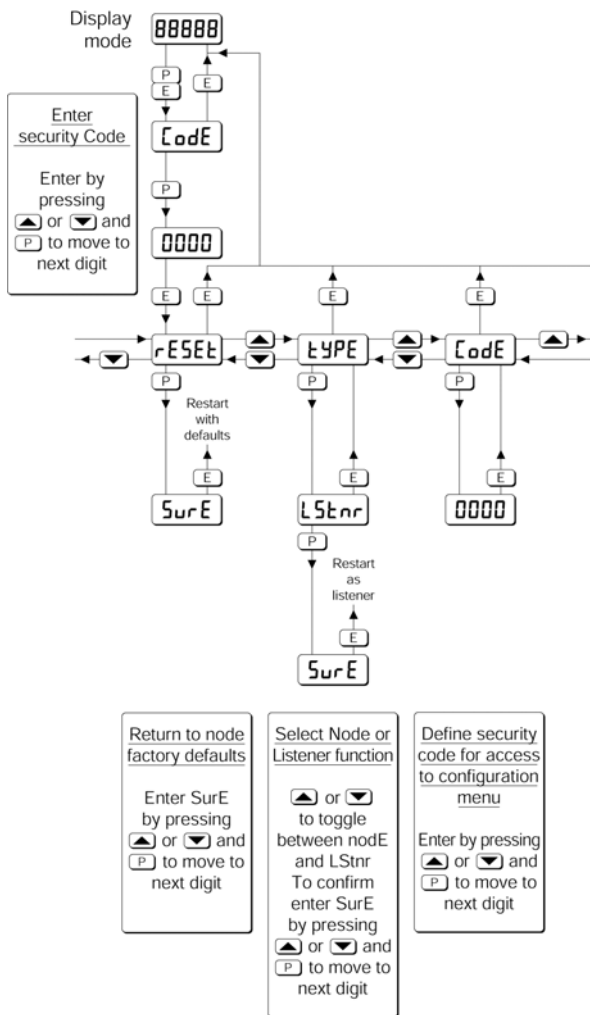 Display
mode
88888
P
E
E
CodE
Enter
security Code
Enter by
pressing
▲ or ▼ and
P to move to
next digit
P
0000
E E E E
rESEt ▲ ▼ tYPE ▲ ▼ CodE ▲
▼
P P P
Restart
with
defaults
E E E
SurE LStnr 0000
P
Restart
as
listener
E
SurE
Return to node
factory defaults
Enter SurE
by pressing
▲ or ▼ and
P to move to
next digit
Select Node or
Listener function
▲ or ▼
to toggle
between nodE
and LStnr
To confirm
enter SurE
by pressing
▲ or ▼ and
P to move to
next digit
Define security
code for access
to configuration
menu
Enter by pressing
▲ or ▼ and
P to move to
next digit